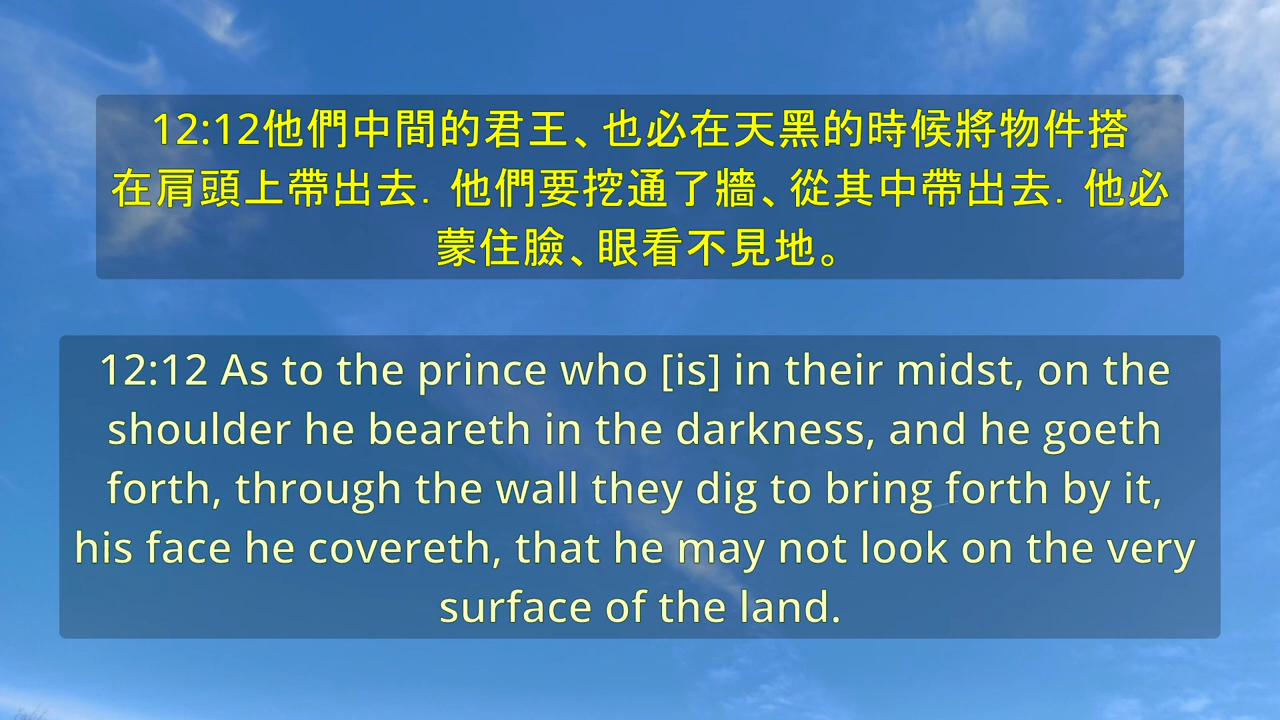 12:12他們中間的君王、也必在天黑的時候將物件搭
在肩頭上帶出去．他們要挖通了牆、從其中帶出去．他必
蒙住臉、眼看不見地。
12:12 As to the prince who [is] in their midst, on the
shoulder he beareth in the darkness, and he goeth
forth, through the wall they dig to bring forth by it,
his face he covereth, that he may not look on the very
surface of the land.